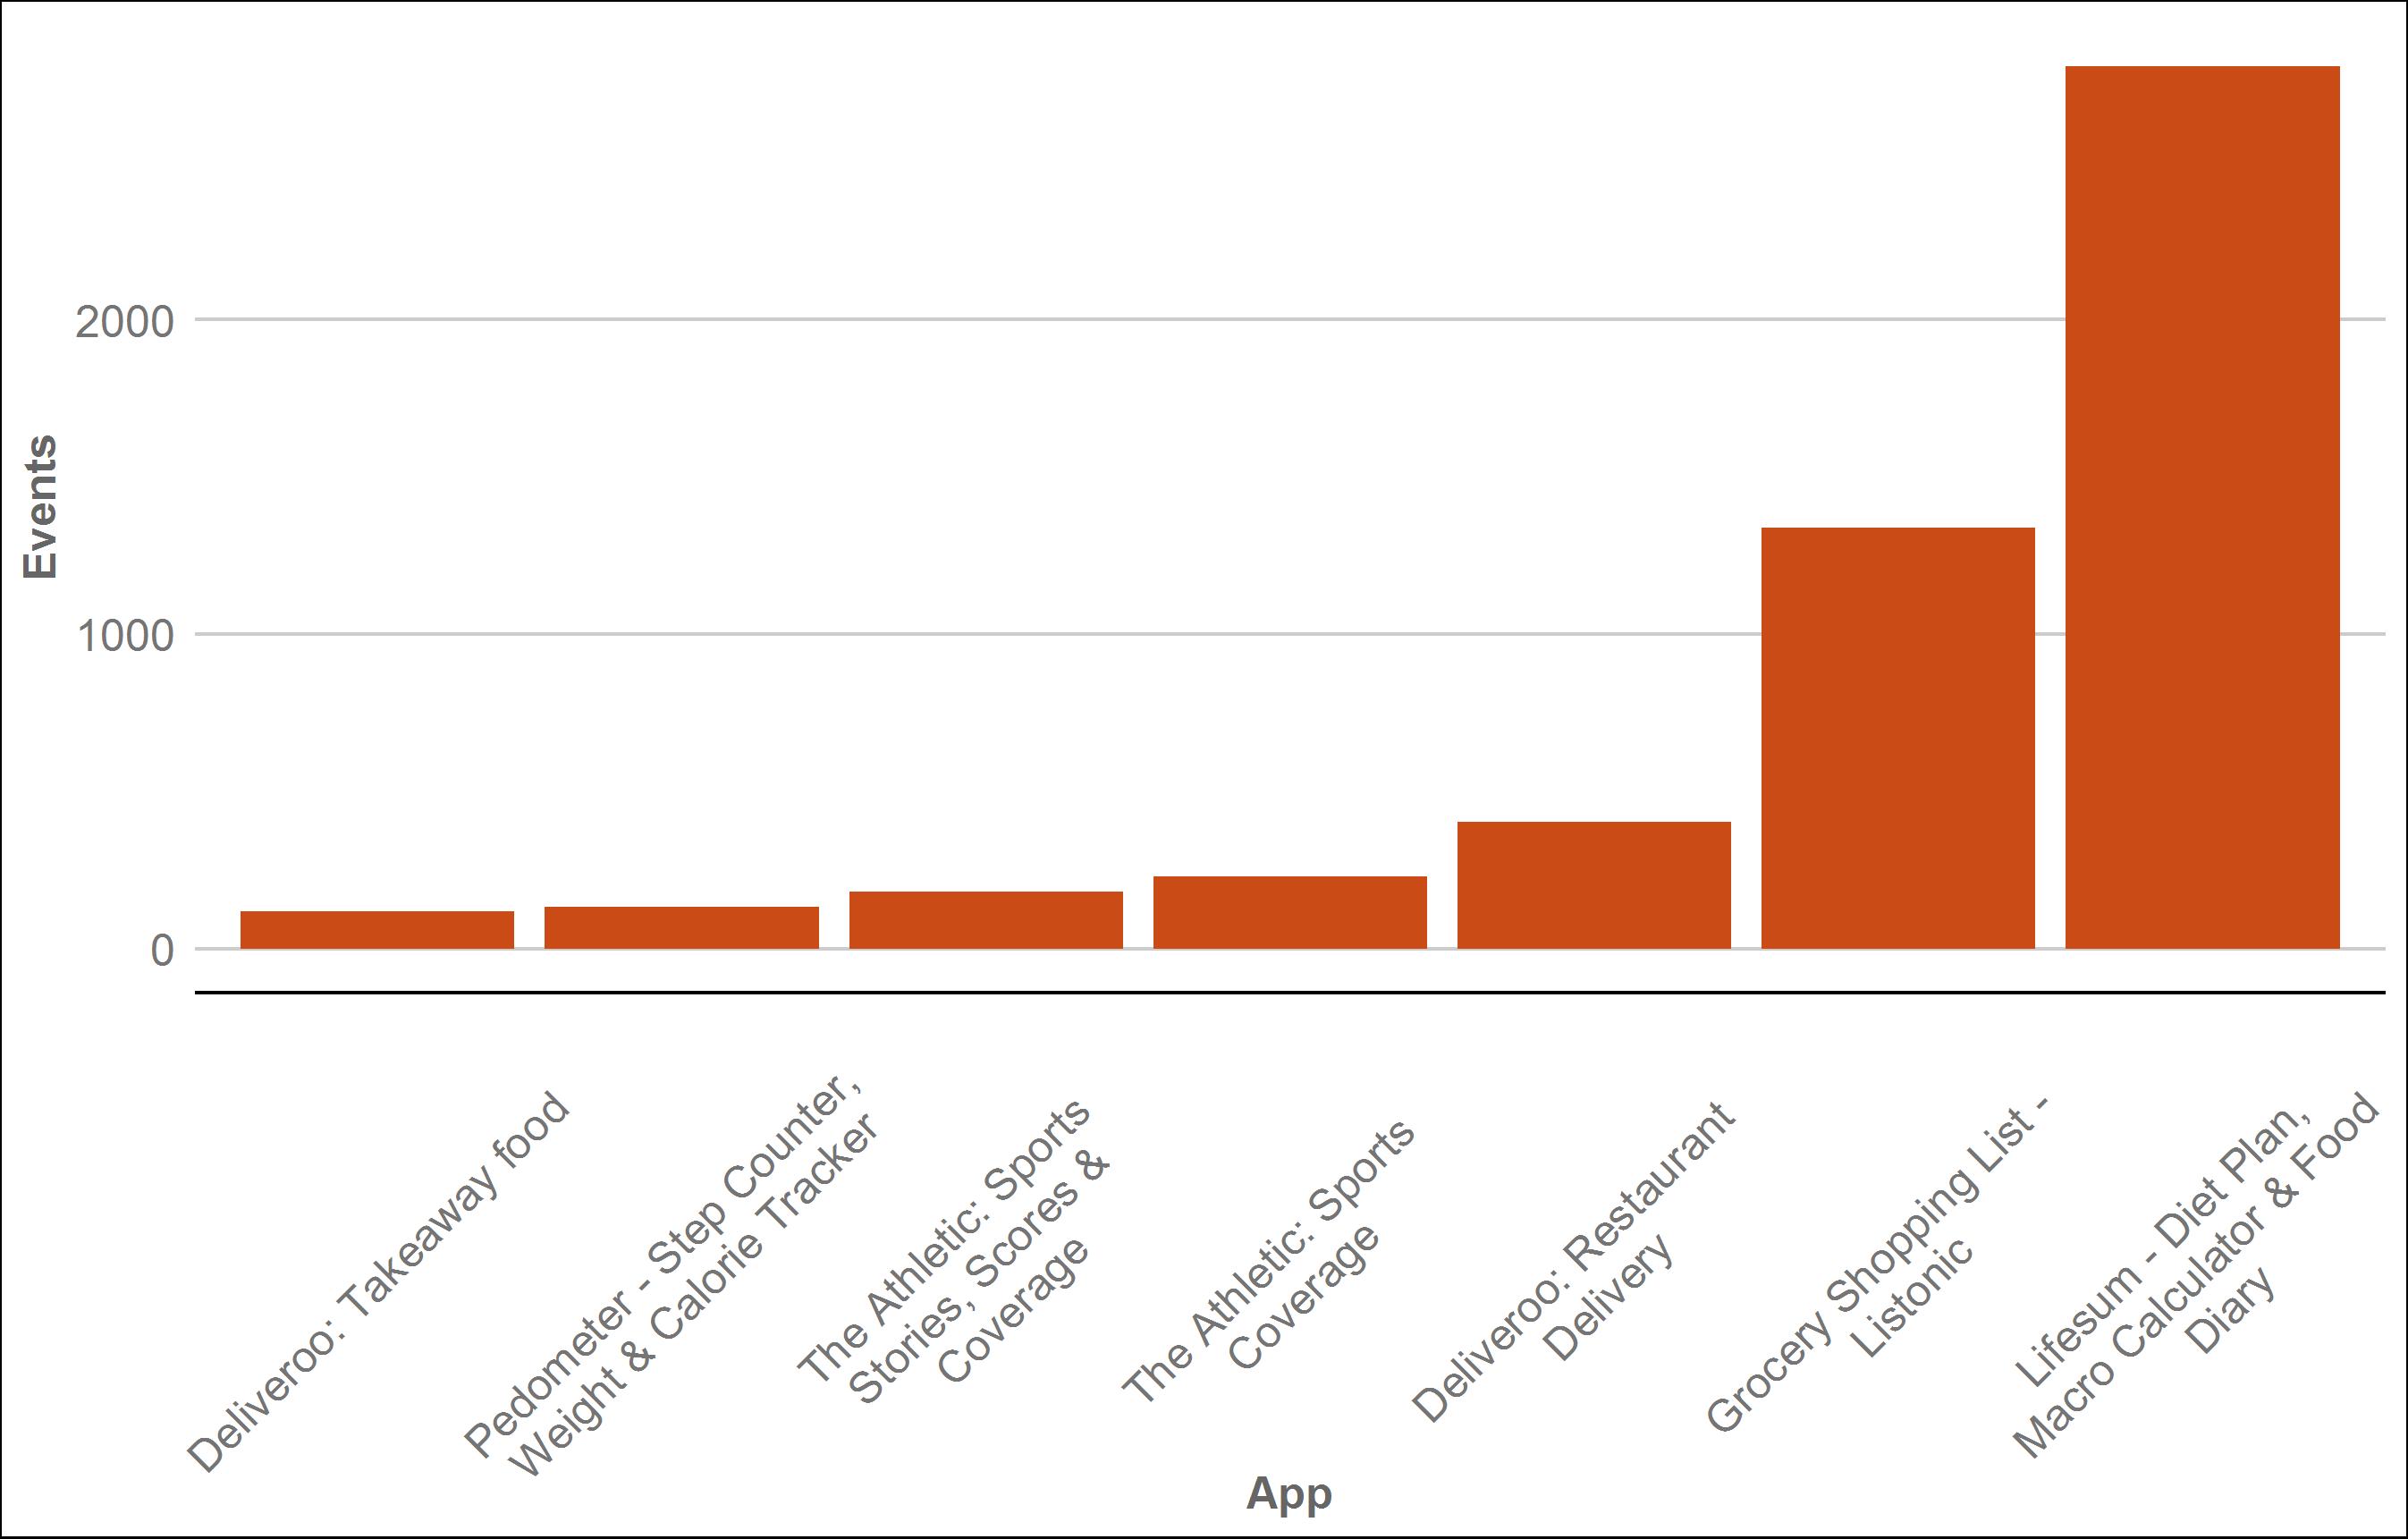 2000
1000
0
Events
Deliveroo: Takeaway food
Pedometer - Step Counter,
Weight & Calorie Tracker
The Athletic: Sports
Stories, Scores &
Coverage
The Athletic: Sports
Coverage
Deliveroo: Restaurant
Delivery
Grocery Shopping List -
Listonic
Lifesum - Diet Plan,
Macro Calculator & Food
Diary
App